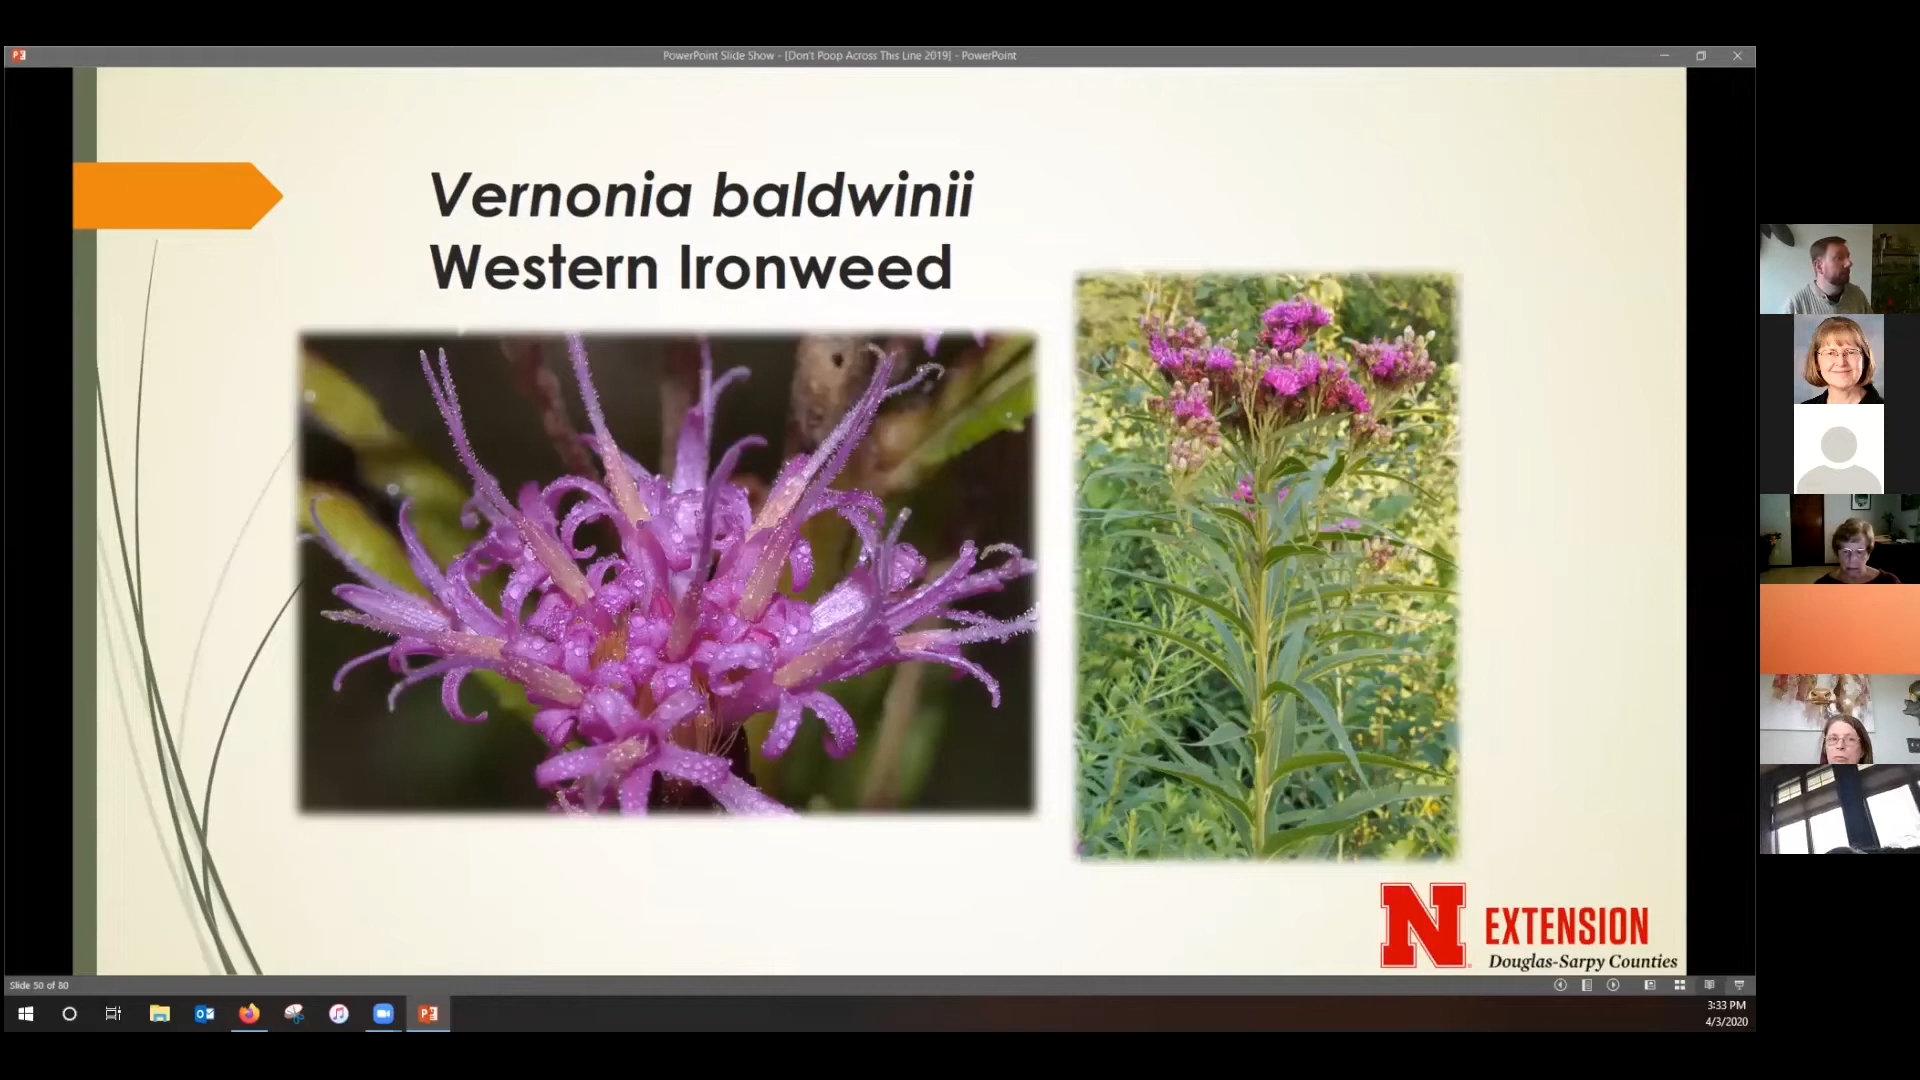 PowerPoint Slide Show - [Don't Poop Across This Line 2019] - PowerPoint
Vernonia baldwinii
Western Ironweed
N EXTENSION
Douglas-Sarpy Counties
Slide 50 of 80
3:33 PM
4/3/2020